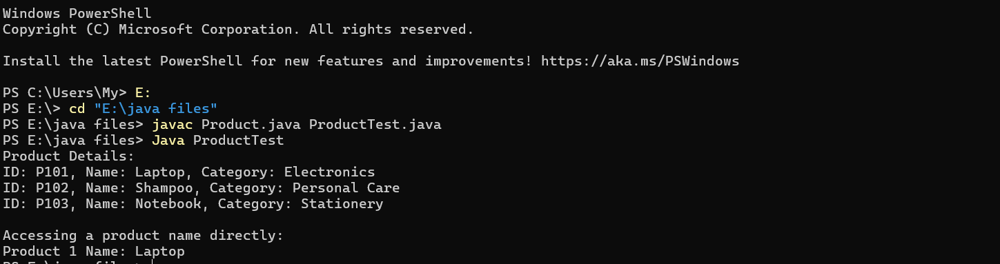 Windows PowerShell
Copyright (C) Microsoft Corporation. All rights reserved.
Install the latest PowerShell for new features and improvements! https://aka.ms/PSWindows
PS C:\Users\My> E:
PS E:\> cd "E:\java files"
PS E:\java files> javac Product.java ProductTest.java
PS E:\java files> Java ProductTest
Product Details:
ID: P101, Name: Laptop, Category: Electronics
ID: P102, Name: Shampoo, Category: Personal Care
ID: P103, Name: Notebook, Category: Stationery
Accessing a product name directly:
Product 1 Name: Laptop
PS E:\java files>